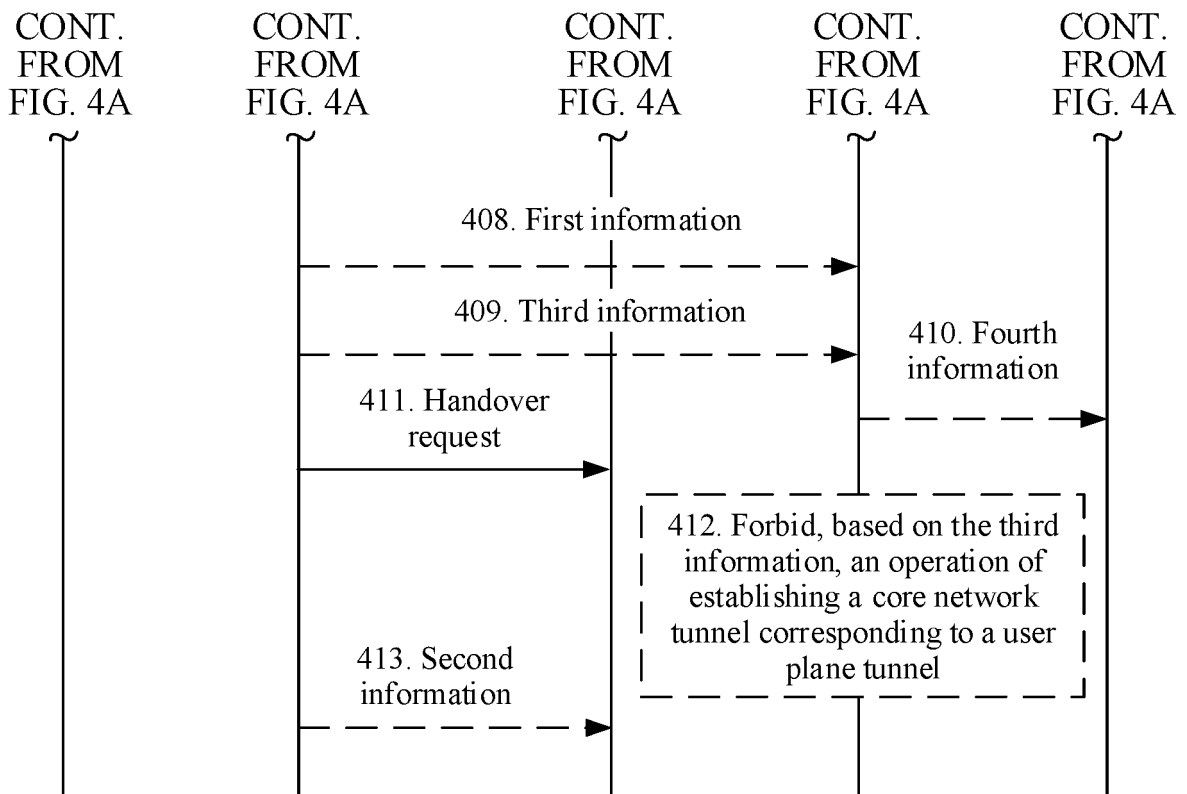 CONT.
FROM
FIG. 4A
CONT.
FROM
FIG. 4A
CONT.
FROM
FIG. 4A
CONT.
FROM
FIG. 4A
CONT.
FROM
FIG. 4A
408. First information
409. Third information
410. Fourth
information
411. Handover
request
412. Forbid, based on the third
information, an operation of
establishing a core network
tunnel corresponding to a user
plane tunnel
413. Second
information